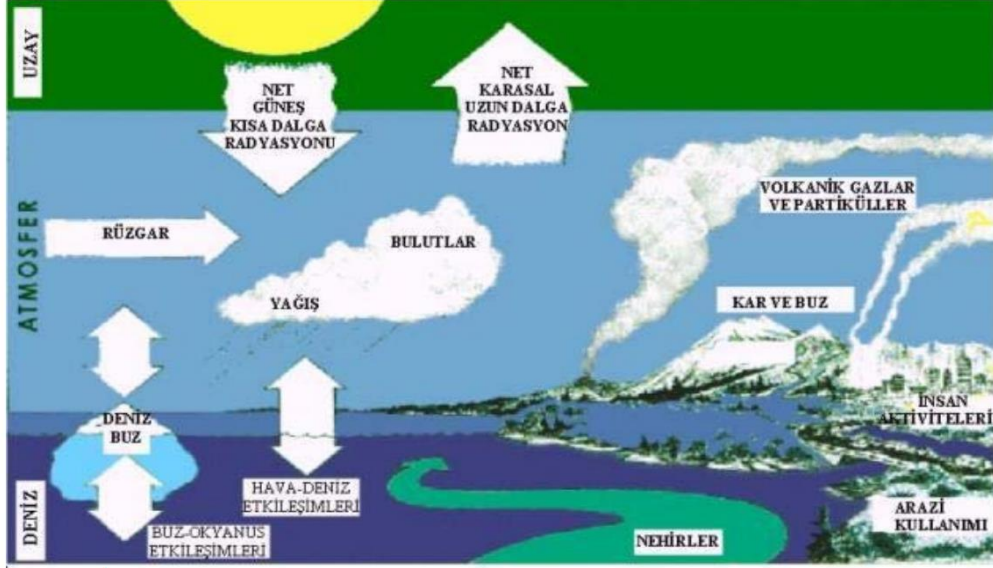 UZAY
NET
GÜNEŞ
KISA DALGA
RADYASYONU
NET
KARASAL
UZUN DALGA
RADYASYON
ATMOSFER
RÜZGAR
BULUTLAR
YAĞIŞ
VOLKANİK GAZLAR
VE PARTİKÜLLER
KAR VE BUZ
İNSAN
AKTİVİTELERİ
DENİZ
BUZ
HAVA-DENİZ
ETKİLEŞİMLERİ
BUZ-OKYANUS
ETKİLEŞİMLERİ
DENİZ
NEHİRLER
ARAZİ
KULLANIMI